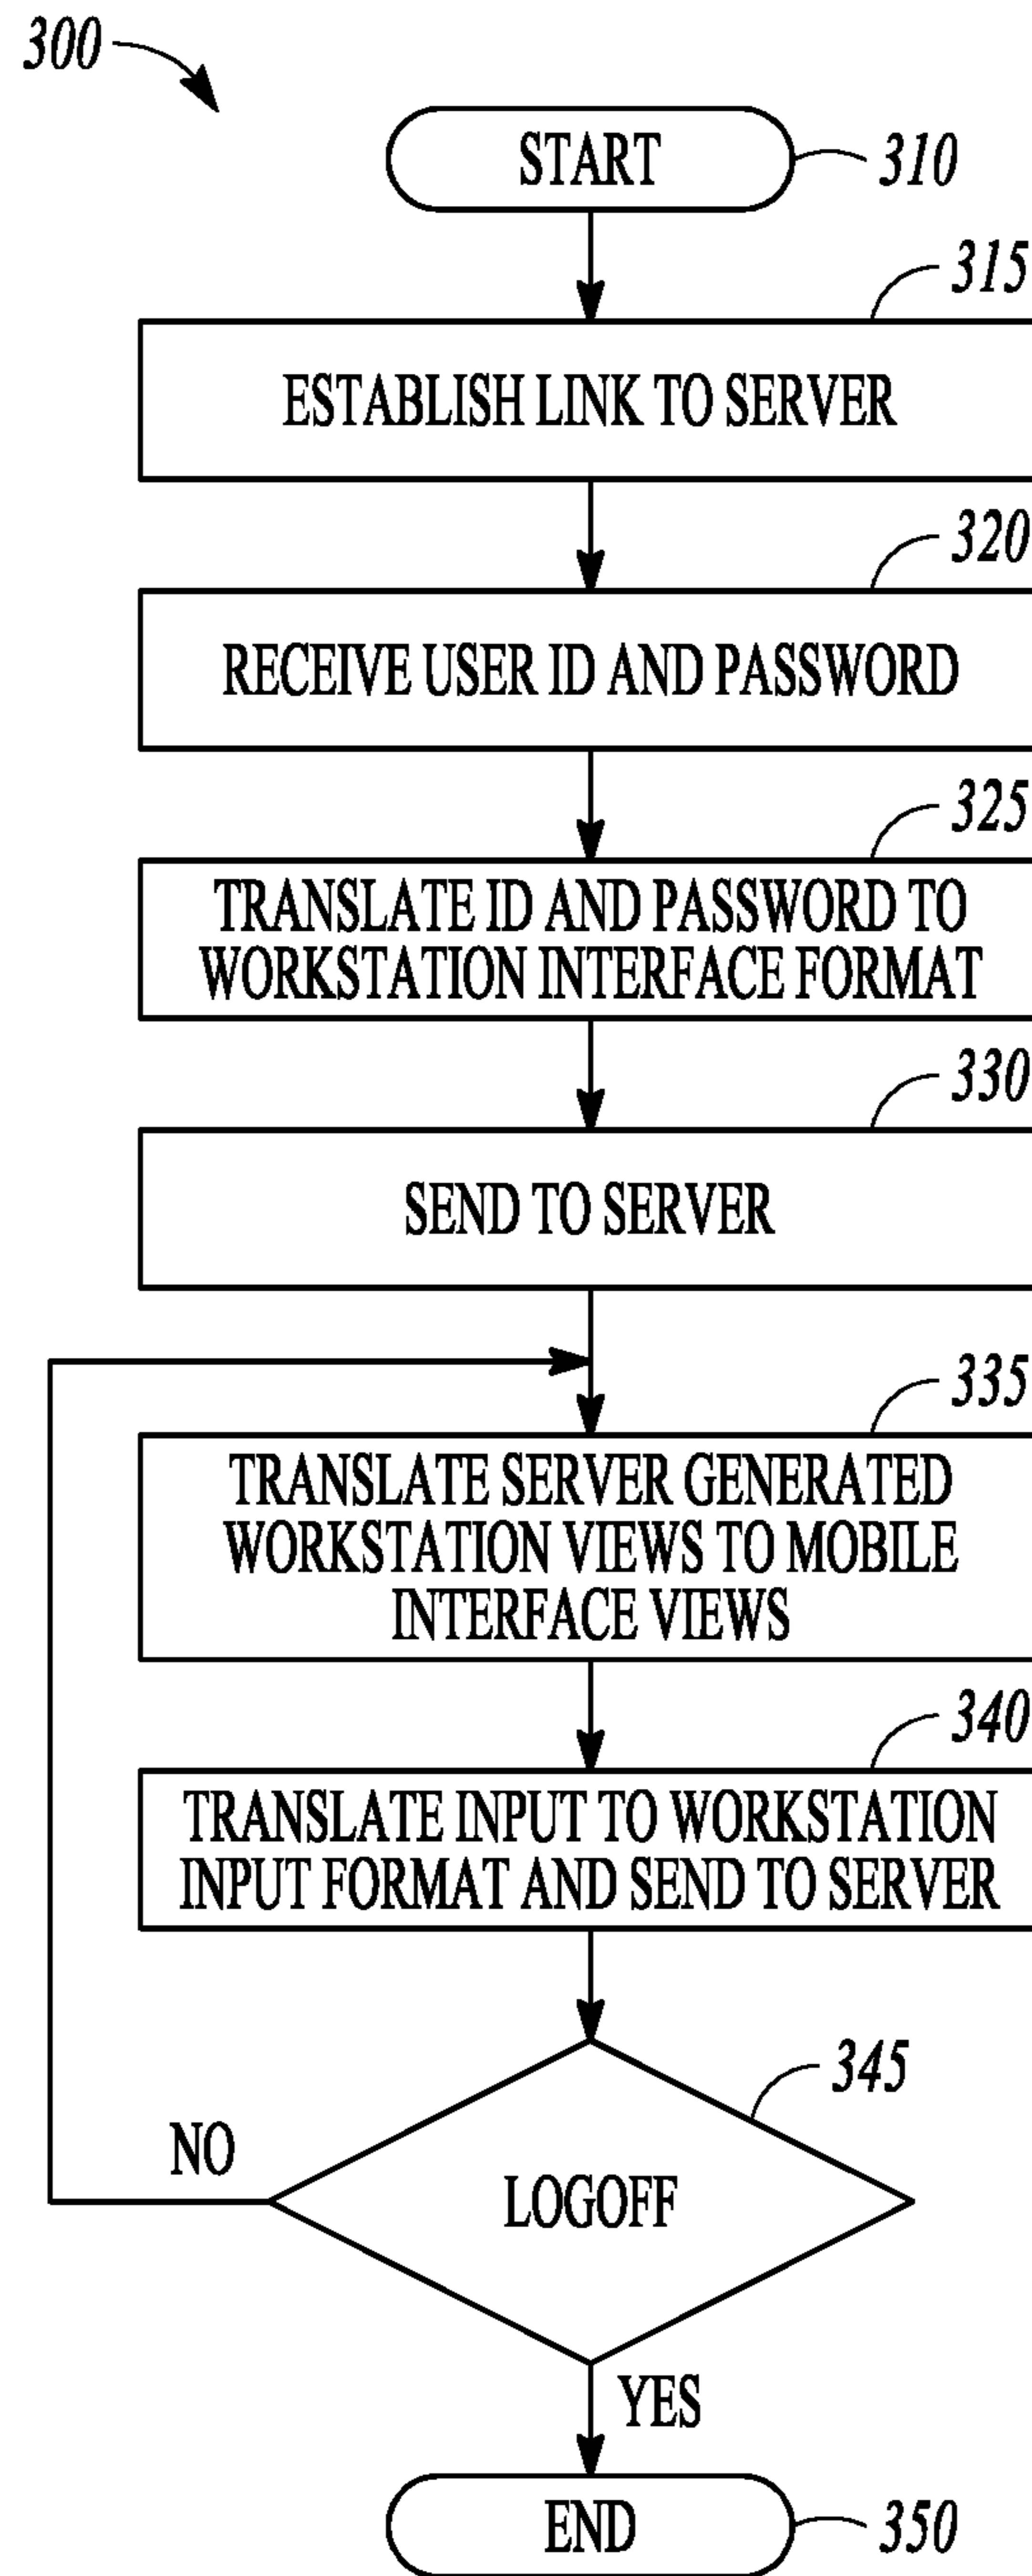 300
START
310
315
ESTABLISH LINK TO SERVER
320
RECEIVE USER ID AND PASSWORD
325
TRANSLATE ID AND PASSWORD TO
WORKSTATION INTERFACE FORMAT
330
SEND TO SERVER
335
TRANSLATE SERVER GENERATED
WORKSTATION VIEWS TO MOBILE
INTERFACE VIEWS
340
TRANSLATE INPUT TO WORKSTATION
INPUT FORMAT AND SEND TO SERVER
345
NO
LOGOFF
YES
END
350